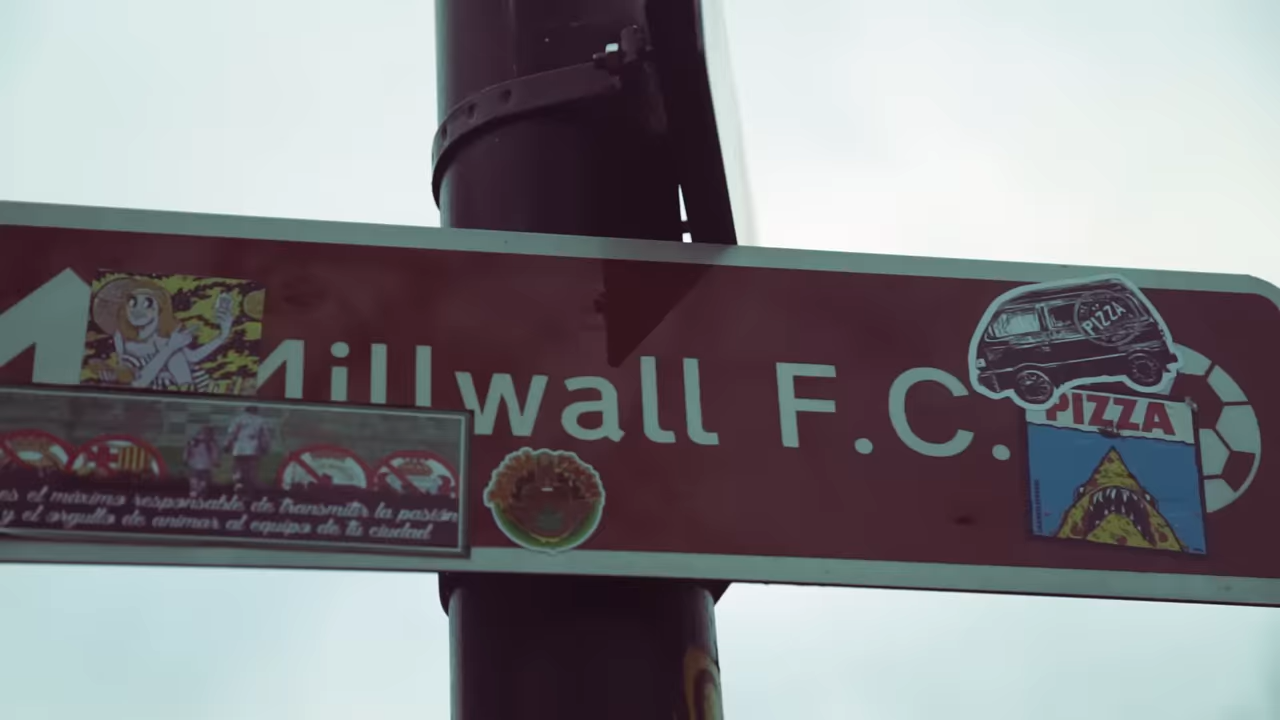 Millwall F.C.
PIZZA
PIZZA
es el máximo responsable de transmitir la pasión
y el orgullo de animar al equipo de tu ciudad